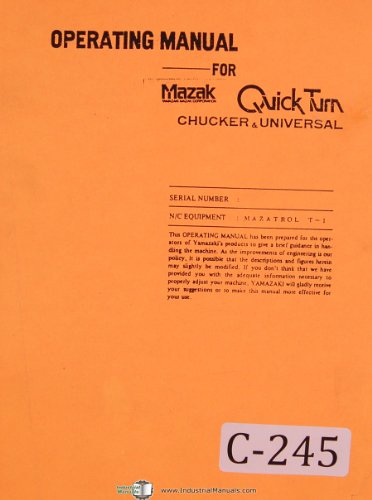 OPERATING MANUAL
FOR
Mazak
YAMAZAKI MAZAK CORPORATION
Quick Turn
CHUCKER & UNIVERSAL
SERIAL NUMBER :
N/C EQUIPMENT : MAZATROL T-1
This OPERATING MANUAL has been prepared for the oper-
ators of Yamazaki's products to give a brief guidance in han-
dling the machine. As the improvements of engineering is out
policy, it is possible that the descriptions and figures herein
may slightly be modified. If you don't think that we have
provided you with the adequate information necessary to
properly adjust your machine, YAMAZAKI will gladly receive
your suggestions or to make this manual most effective for
your use.
C-245
Industrial
Manuals
www.IndustrialManuals.com